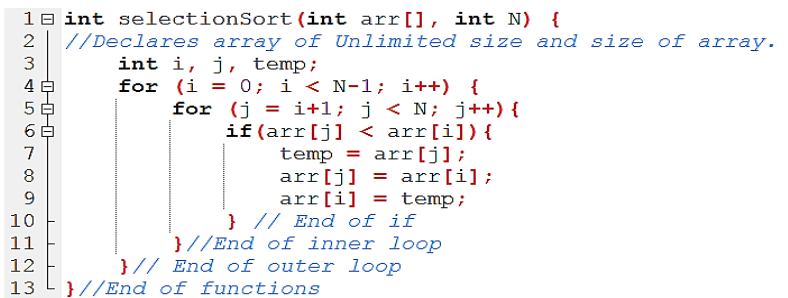 1 int selectionSort(int arr[], int N) {
2 //Declares array of Unlimited size and size of array.
3 int i, j, temp;
4 for (i = 0; i < N-1; i++) {
5 for (j = i+1; j < N; j++){
6 if(arr[j] < arr[i]){
7 temp = arr[j];
8 arr[j] = arr[i];
9 arr[i] = temp;
10 } // End of if
11 }//End of inner loop
12 }// End of outer loop
13 }//End of functions